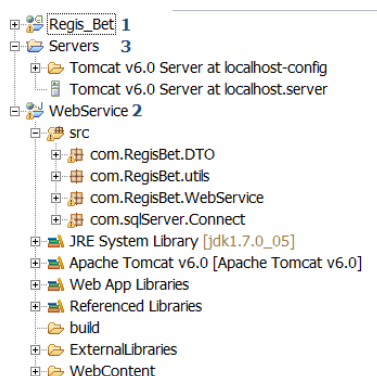 Regis_Bet 1
Servers 3
Tomcat v6.0 Server at localhost-config
Tomcat v6.0 Server at localhost.server
WebService 2
src
com.RegisBet.DTO
com.RegisBet.utils
com.RegisBet.WebService
com.sqlServer.Connect
JRE System Library [jdk1.7.0_05]
Apache Tomcat v6.0 [Apache Tomcat v6.0]
Web App Libraries
Referenced Libraries
build
ExternalLibraries
WebContent